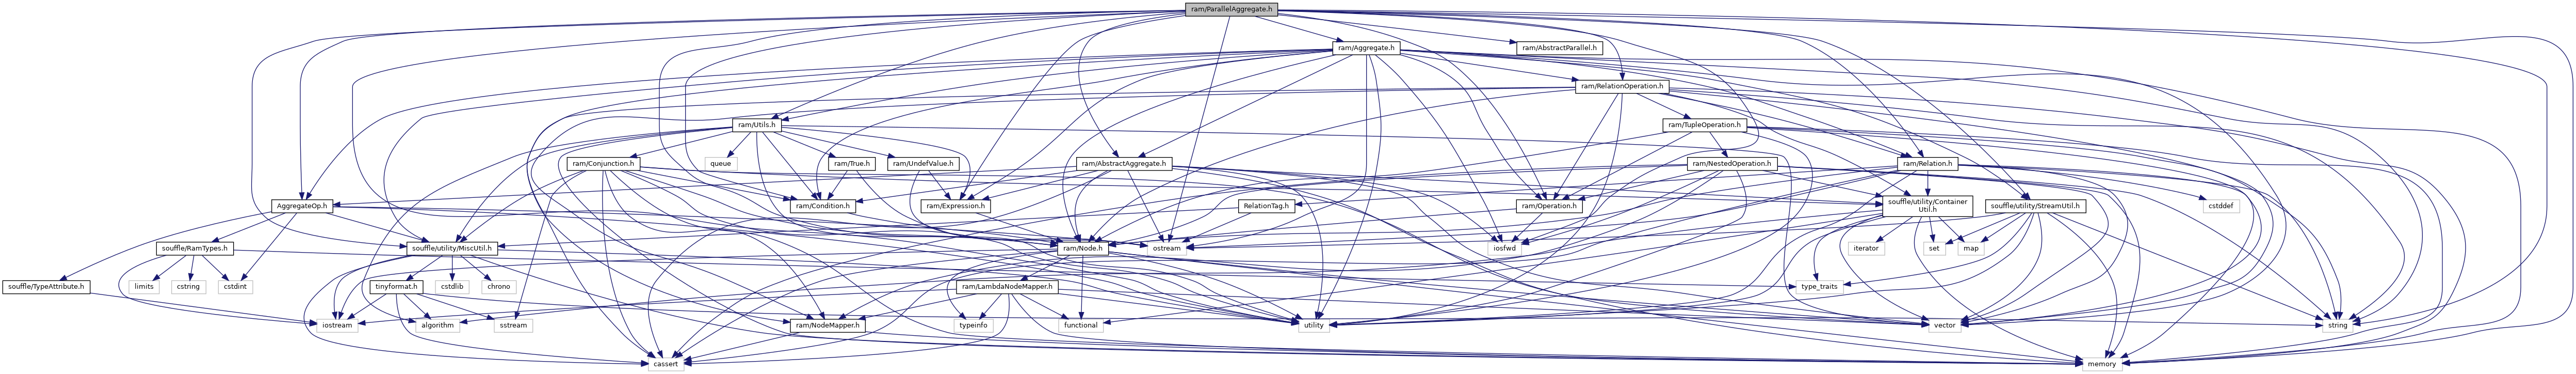 ram/ParallelAggregate.h
ram/Aggregate.h
ram/AbstractParallel.h
ram/RelationOperation.h
ram/Utils.h
ram/TupleOperation.h
ram/Conjunction.h
queue
ram/True.h
ram/UndefValue.h
ram/AbstractAggregate.h
ram/NestedOperation.h
ram/Relation.h
AggregateOp.h
ram/Condition.h
ram/Expression.h
RelationTag.h
ram/Operation.h
souffle/utility/Container
Util.h
souffle/utility/StreamUtil.h
cstddef
souffle/RamTypes.h
souffle/utility/MiscUtil.h
ram/Node.h
ostream
iosfwd
iterator
set
map
souffle/TypeAttribute.h
limits
cstring
cstdint
tinyformat.h
cstdlib
chrono
ram/LambdaNodeMapper.h
type_traits
iostream
algorithm
sstream
ram/NodeMapper.h
typeinfo
functional
utility
vector
string
cassert
memory